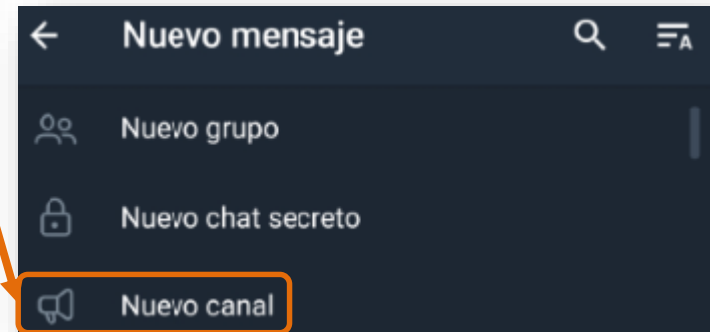 Nuevo mensaje
A
Nuevo grupo
Nuevo chat secreto
Nuevo canal